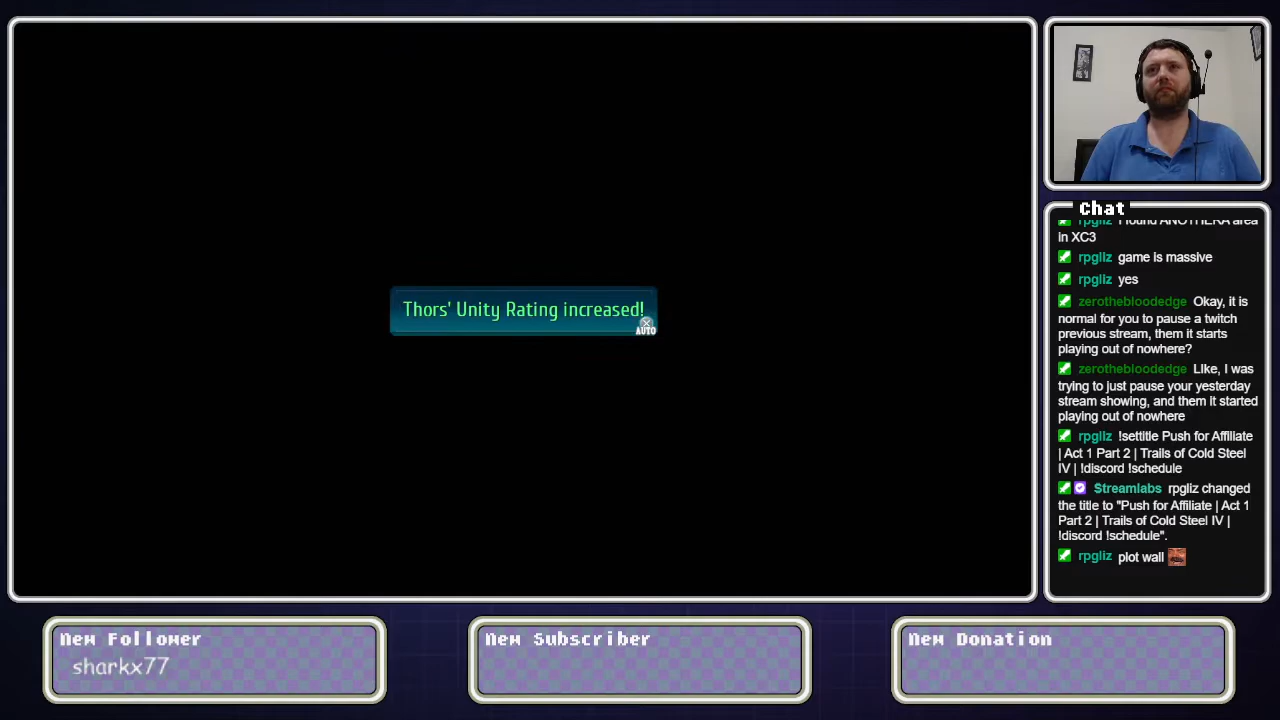 Thors' Unity Rating increased!
AUTO
chat
rpgliz I found ANOTHERA area
in XC3
rpgliz game is massive
rpgliz yes
zerothebloodedge Okay, it is
normal for you to pause a twitch
previous stream, them it starts
playing out of nowhere?
zerothebloodedge Like, I was
trying to just pause your yesterday
stream showing, and them it started
playing out of nowhere
rpgliz !settitle Push for Affiliate
| Act 1 Part 2 | Trails of Cold Steel
IV | !discord !schedule
Streamlabs rpgliz changed
the title to "Push for Affiliate | Act 1
Part 2 | Trails of Cold Steel IV |
!discord !schedule".
rpgliz plot wall
New Follower
sharkx77
New Subscriber
New Donation